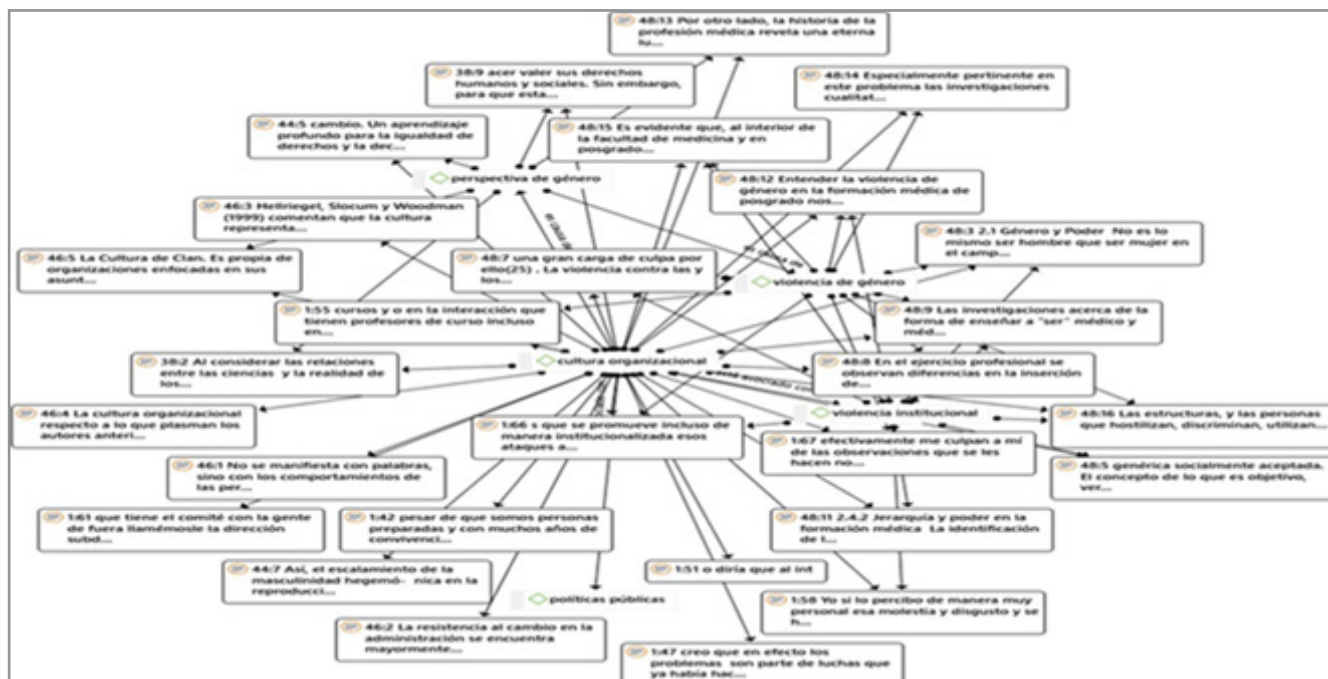 48:13 Por otro lado, la historia de la
profesión médica revela una eterna
lu...
38:9 acer valer sus derechos
humanos y sociales. Sin embargo,
para que esta...
48:14 Especialmente pertinente en
este problema las investigaciones
cualitat...
44:5 cambio. Un aprendizaje
profundo para la igualdad de
derechos y la dec...
48:15 Es evidente que, al interior de
la facultad de medicina y en
posgrado...
perspectiva de género
48:12 Entender la violencia de
género en la formación médica de
posgrado nos...
46:3 Hellriegel, Slocum y Woodman
(1999) comentan que la cultura
representa...
48:3 2.1 Género y Poder No es lo
mismo ser hombre que ser mujer en
el camp...
46:5 La Cultura de Clan. Es propia de
organizaciones enfocadas en sus
asunt...
48:7 una gran carga de culpa por
ello(25) . La violencia contra las y
los...
violencia de género
1:55 cursos y o en la interacción que
tienen profesores de curso incluso
en...
48:9 Las investigaciones acerca de la
forma de enseñar a "ser" médico y
méd...
38:2 Al considerar las relaciones
entre las ciencias y la realidad de
los...
cultura organizacional
48:8 En el ejercicio profesional se
observan diferencias en la inserción
de...
46:4 La cultura organizacional
respecto a lo que plasman los
autores anteri...
1:66 s que se promueve incluso de
manera institucionalizada esos
ataques a...
violencia institucional
48:16 Las estructuras, y las personas
que hostilizan, discriminan, utilizan...
1:67 efectivamente me culpan a mí
de las observaciones que se les
hacen no...
46:1 No se manifiesta con palabras,
sino con los comportamientos de
las per...
48:5 genérica socialmente aceptada.
El concepto de lo que es objetivo,
ver...
1:61 que tiene el comité con la gente
de fuera llamémosle la dirección
subd...
1:42 pesar de que somos personas
preparadas y con muchos años de
convivenci...
48:11 2.4.2 Jerarquía y poder en la
formación médica La identificación
de l...
44:7 Así, el escalamiento de la
masculinidad hegemó- nica en la
reproducci...
1:51 o diría que al int
políticas públicas
1:58 Yo si lo percibo de manera muy
personal esa molestia y disgusto y se
h...
46:2 La resistencia al cambio en la
administración se encuentra
mayormente...
1:47 creo que en efecto los
problemas son parte de luchas que
ya había hac...